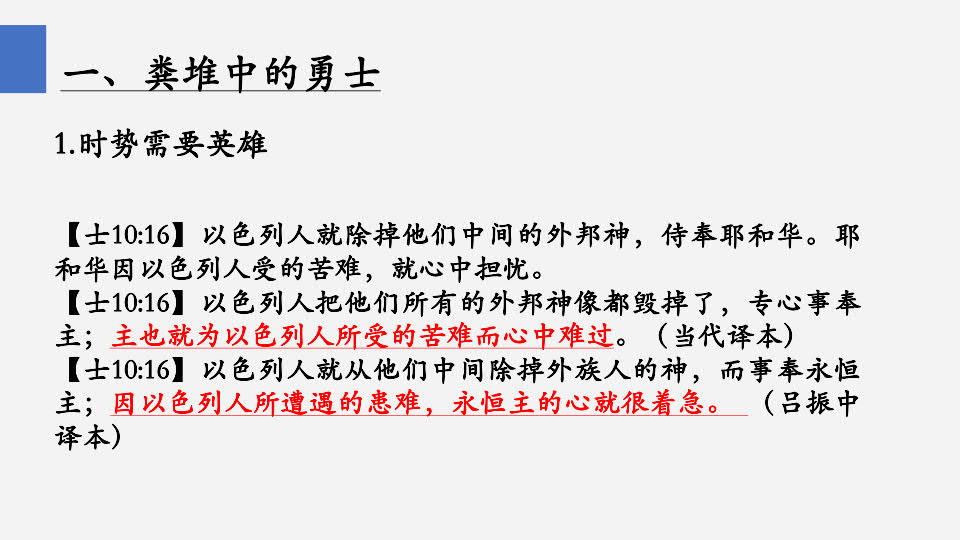 一、粪堆中的勇士
1.时势需要英雄
【士10:16】以色列人就除掉他们中间的外邦神，侍奉耶和华。耶
和华因以色列人受的苦难，就心中担忧。
【士10:16】以色列人把他们所有的外邦神像都毁掉了，专心事奉
主；主也就为以色列人所受的苦难而心中难过。（当代译本）
【士10:16】以色列人就从他们中间除掉外族人的神，而事奉永恒
主；因以色列人所遭遇的患难，永恒主的心就很着急。（吕振中
译本）